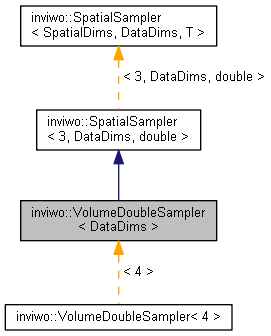 inviwo::SpatialSampler
< SpatialDims, DataDims, T >
< 3, DataDims, double >
inviwo::SpatialSampler
< 3, DataDims, double >
inviwo::VolumeDoubleSampler
< DataDims >
< 4 >
inviwo::VolumeDoubleSampler< 4 >